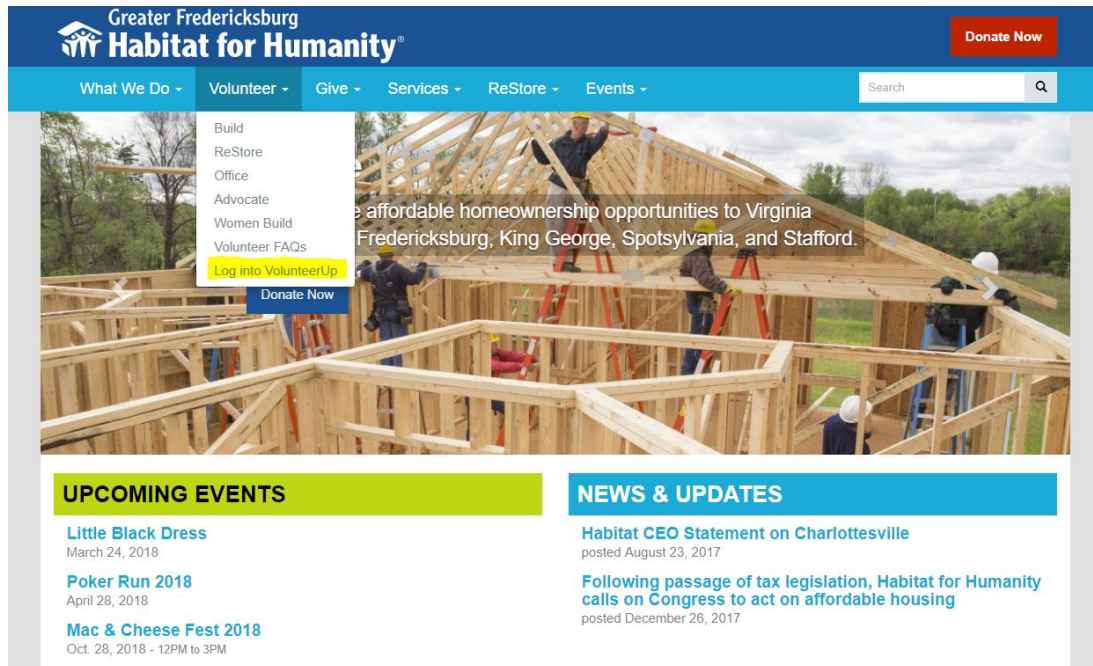 Greater Fredericksburg
Habitat for Humanity®
Donate Now
What We Do
Volunteer
Give
Services
ReStore
Events
Search
Build
ReStore
Office
Advocate
Women Build
Volunteer FAQs
Log into VolunteerUp
affordable homeownership opportunities to Virginia
Fredericksburg, King George, Spotsylvania, and Stafford.
Donate Now
UPCOMING EVENTS
Little Black Dress
March 24, 2018
Poker Run 2018
April 28, 2018
Mac & Cheese Fest 2018
Oct. 28, 2018 - 12PM to 3PM
NEWS & UPDATES
Habitat CEO Statement on Charlottesville
posted August 23, 2017
Following passage of tax legislation, Habitat for Humanity
calls on Congress to act on affordable housing
posted December 26, 2017